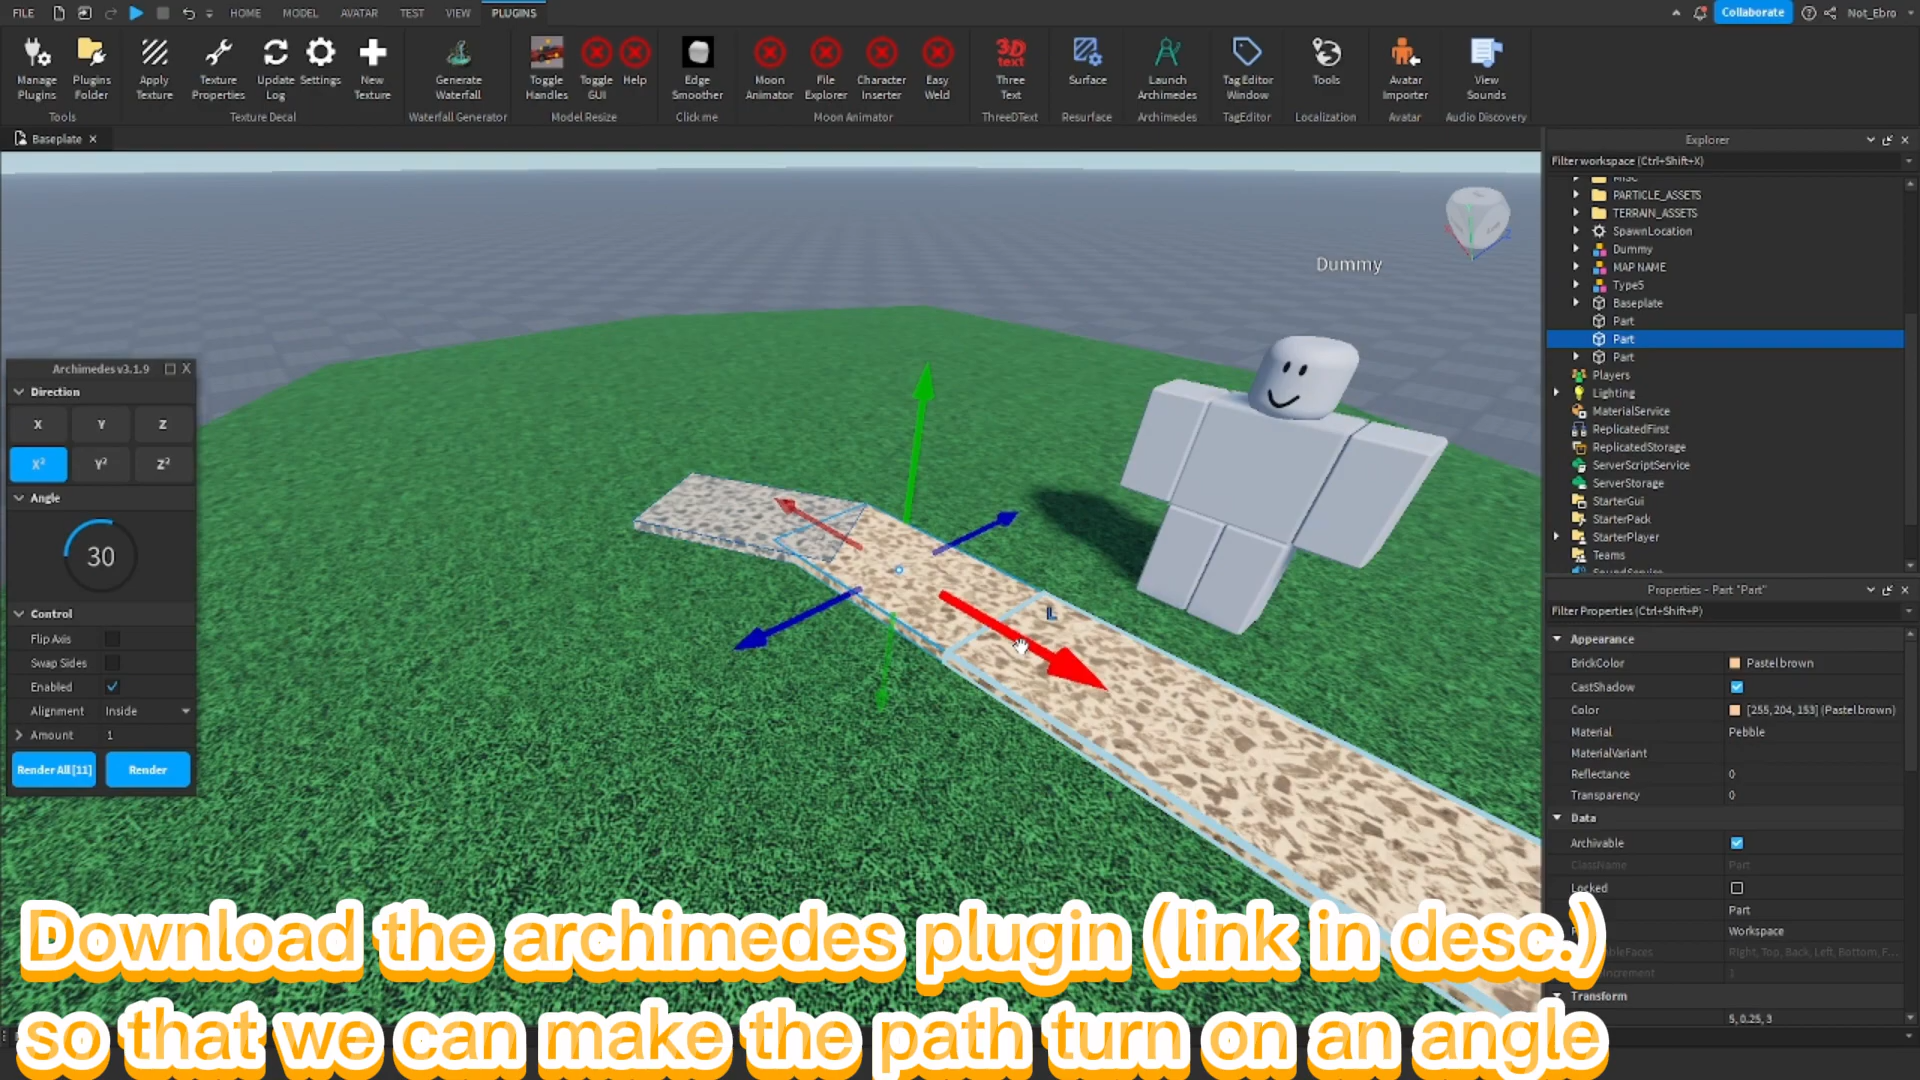 FILE HOME MODEL AVATAR TEST VIEW PLUGINS Collaborate Not_Ebro
Manage Plugins
Plugins Folder
Tools
Apply Texture
Texture Properties
Update Log
Settings
New Texture
Texture Decal
Generate Waterfall
Waterfall Generator
Toggle Handles
Toggle GUI
Help
Model Resize
Edge Smoother
Click me
Moon Animator
File Explorer
Character Inserter
Easy Weld
Moon Animator
3D text
Three Text
ThreeDText
Surface
Resurface
Launch Archimedes
Archimedes
Tag Editor Window
TagEditor
Tools
Localization
Avatar Importer
Avatar
View Sounds
Audio Discovery
Baseplate
Dummy
Archimedes v3.1.9 X
Direction
X Y Z
X² Y² Z²
Angle
30
Control
Flip Axis
Swap Sides
Enabled
Alignment Inside
Amount 1
Render All [11] Render
L
Explorer
Filter workspace (Ctrl+Shift+X)
MISC
PARTICLE_ASSETS
TERRAIN_ASSETS
SpawnLocation
Dummy
MAP NAME
Type5
Baseplate
Part
Part
Part
Players
Lighting
MaterialService
ReplicatedFirst
ReplicatedStorage
ServerScriptService
ServerStorage
StarterGui
StarterPack
StarterPlayer
Teams
SoundService
Properties - Part "Part"
Filter Properties (Ctrl+Shift+P)
Appearance
BrickColor Pastel brown
CastShadow
Color [255, 204, 153] (Pastel brown)
Material Pebble
MaterialVariant
Reflectance 0
Transparency 0
Data
Archivable
ClassName Part
Locked
Part
Workspace
Right, Top, Back, Left, Bottom, F...
1
Transform
5, 0.25, 3
Download the archimedes plugin (link in desc.)
so that we can make the path turn on an angle